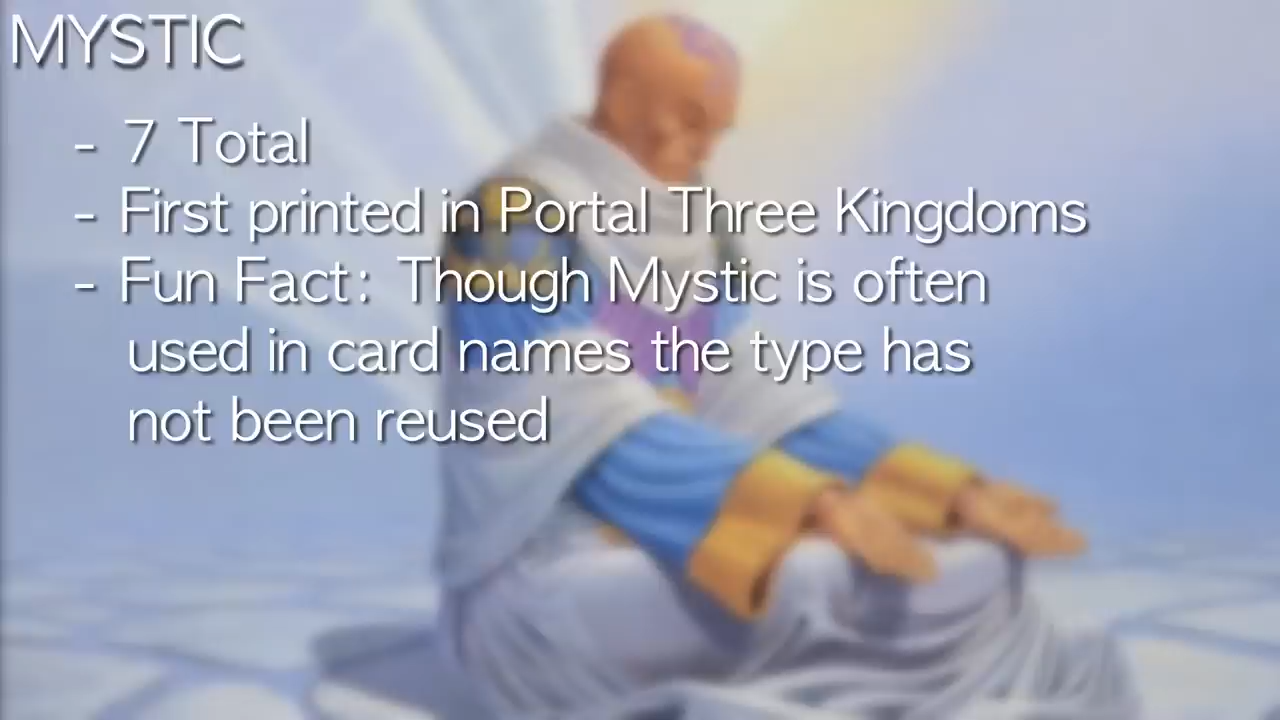 MYSTIC
- 7 Total
- First printed in Portal Three Kingdoms
- Fun Fact: Though Mystic is often
used in card names the type has
not been reused